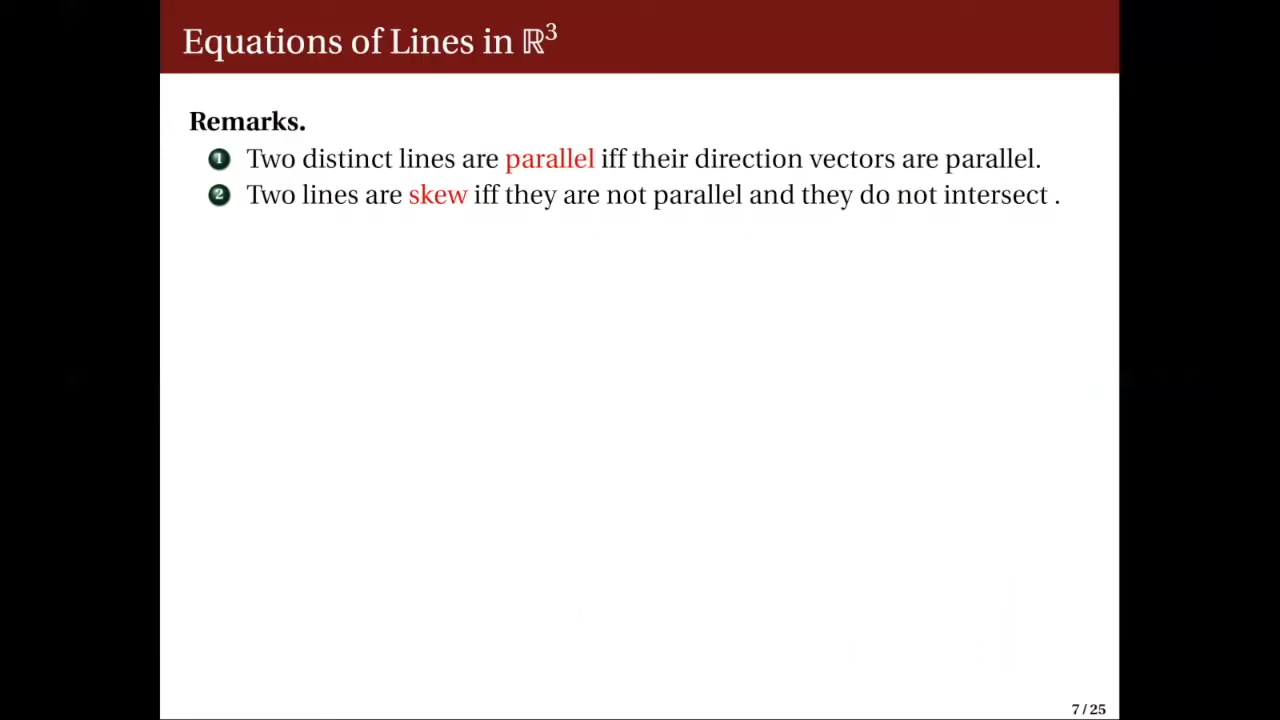 Equations of Lines in ℝ³
Remarks.
1 Two distinct lines are parallel iff their direction vectors are parallel.
2 Two lines are skew iff they are not parallel and they do not intersect .
7 / 25